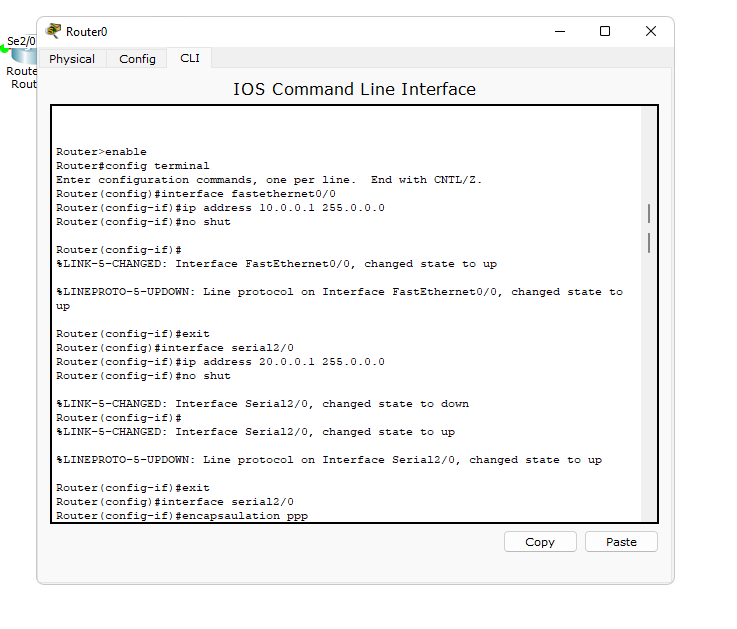 Router0
Se2/0
Route
Rout
Physical Config CLI
IOS Command Line Interface
Router>enable
Router#config terminal
Enter configuration commands, one per line.  End with CNTL/Z.
Router(config)#interface fastethernet0/0
Router(config-if)#ip address 10.0.0.1 255.0.0.0
Router(config-if)#no shut
Router(config-if)#
%LINK-5-CHANGED: Interface FastEthernet0/0, changed state to up
%LINEPROTO-5-UPDOWN: Line protocol on Interface FastEthernet0/0, changed state to
up
Router(config-if)#exit
Router(config)#interface serial2/0
Router(config-if)#ip address 20.0.0.1 255.0.0.0
Router(config-if)#no shut
%LINK-5-CHANGED: Interface Serial2/0, changed state to down
Router(config-if)#
%LINK-5-CHANGED: Interface Serial2/0, changed state to up
%LINEPROTO-5-UPDOWN: Line protocol on Interface Serial2/0, changed state to up
Router(config-if)#exit
Router(config)#interface serial2/0
Router(config-if)#encapsaulation ppp
Copy Paste